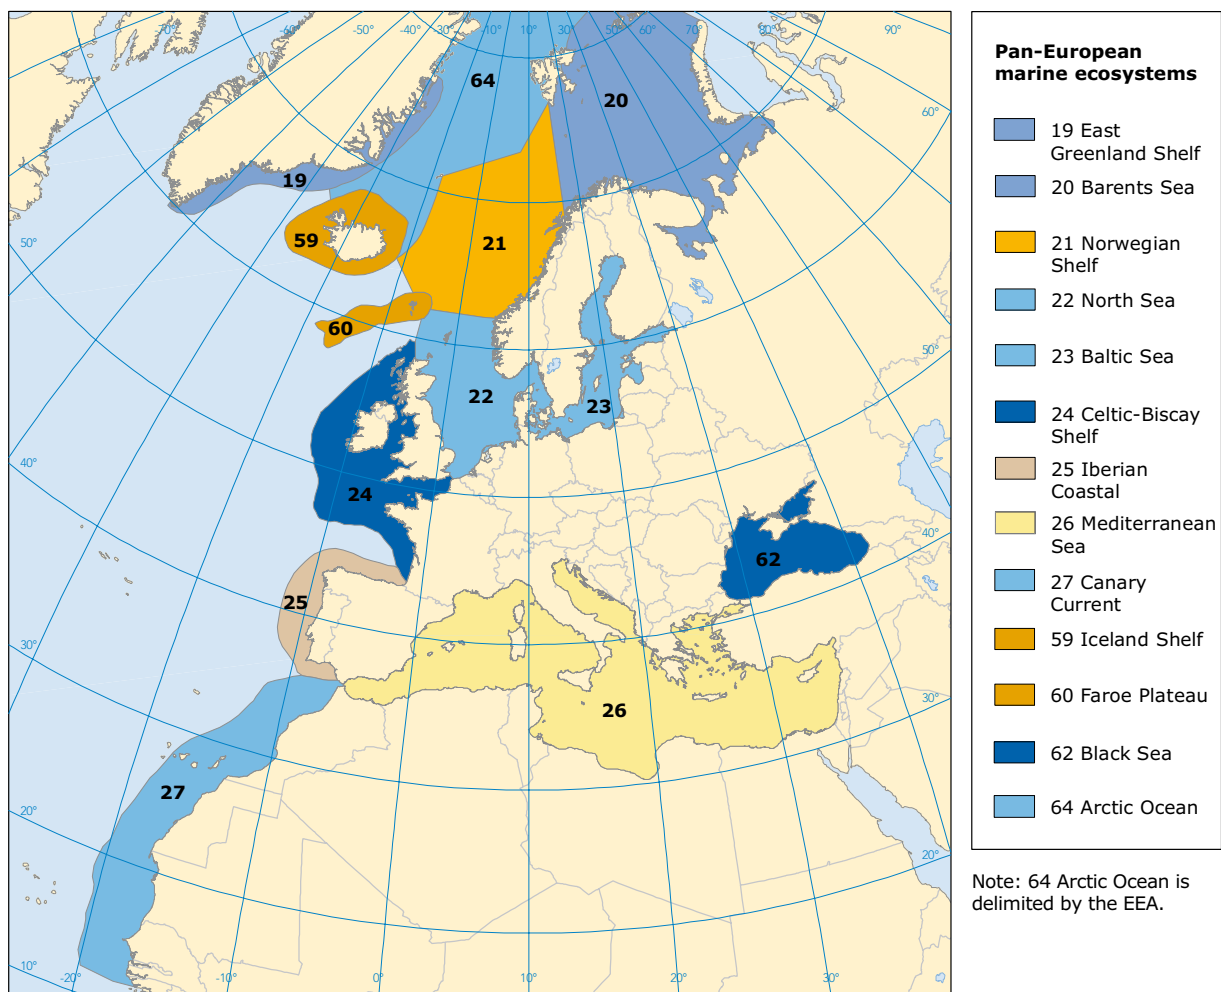 -70°
-60°
-50°
-40°
-30°
-10°
10°
30°
50°
60°
70°
90°
64
20
60°
19
59
21
50°
60
50°
22
23
40°
24
40°
62
25
30°
30°
26
27
20°
20°
10°
-20°
-10°
0°
10°
20°
30°
Pan-European
marine ecosystems
19 East
Greenland Shelf
20 Barents Sea
21 Norwegian
Shelf
22 North Sea
23 Baltic Sea
24 Celtic-Biscay
Shelf
25 Iberian
Coastal
26 Mediterranean
Sea
27 Canary
Current
59 Iceland Shelf
60 Faroe Plateau
62 Black Sea
64 Arctic Ocean
Note: 64 Arctic Ocean is
delimited by the EEA.